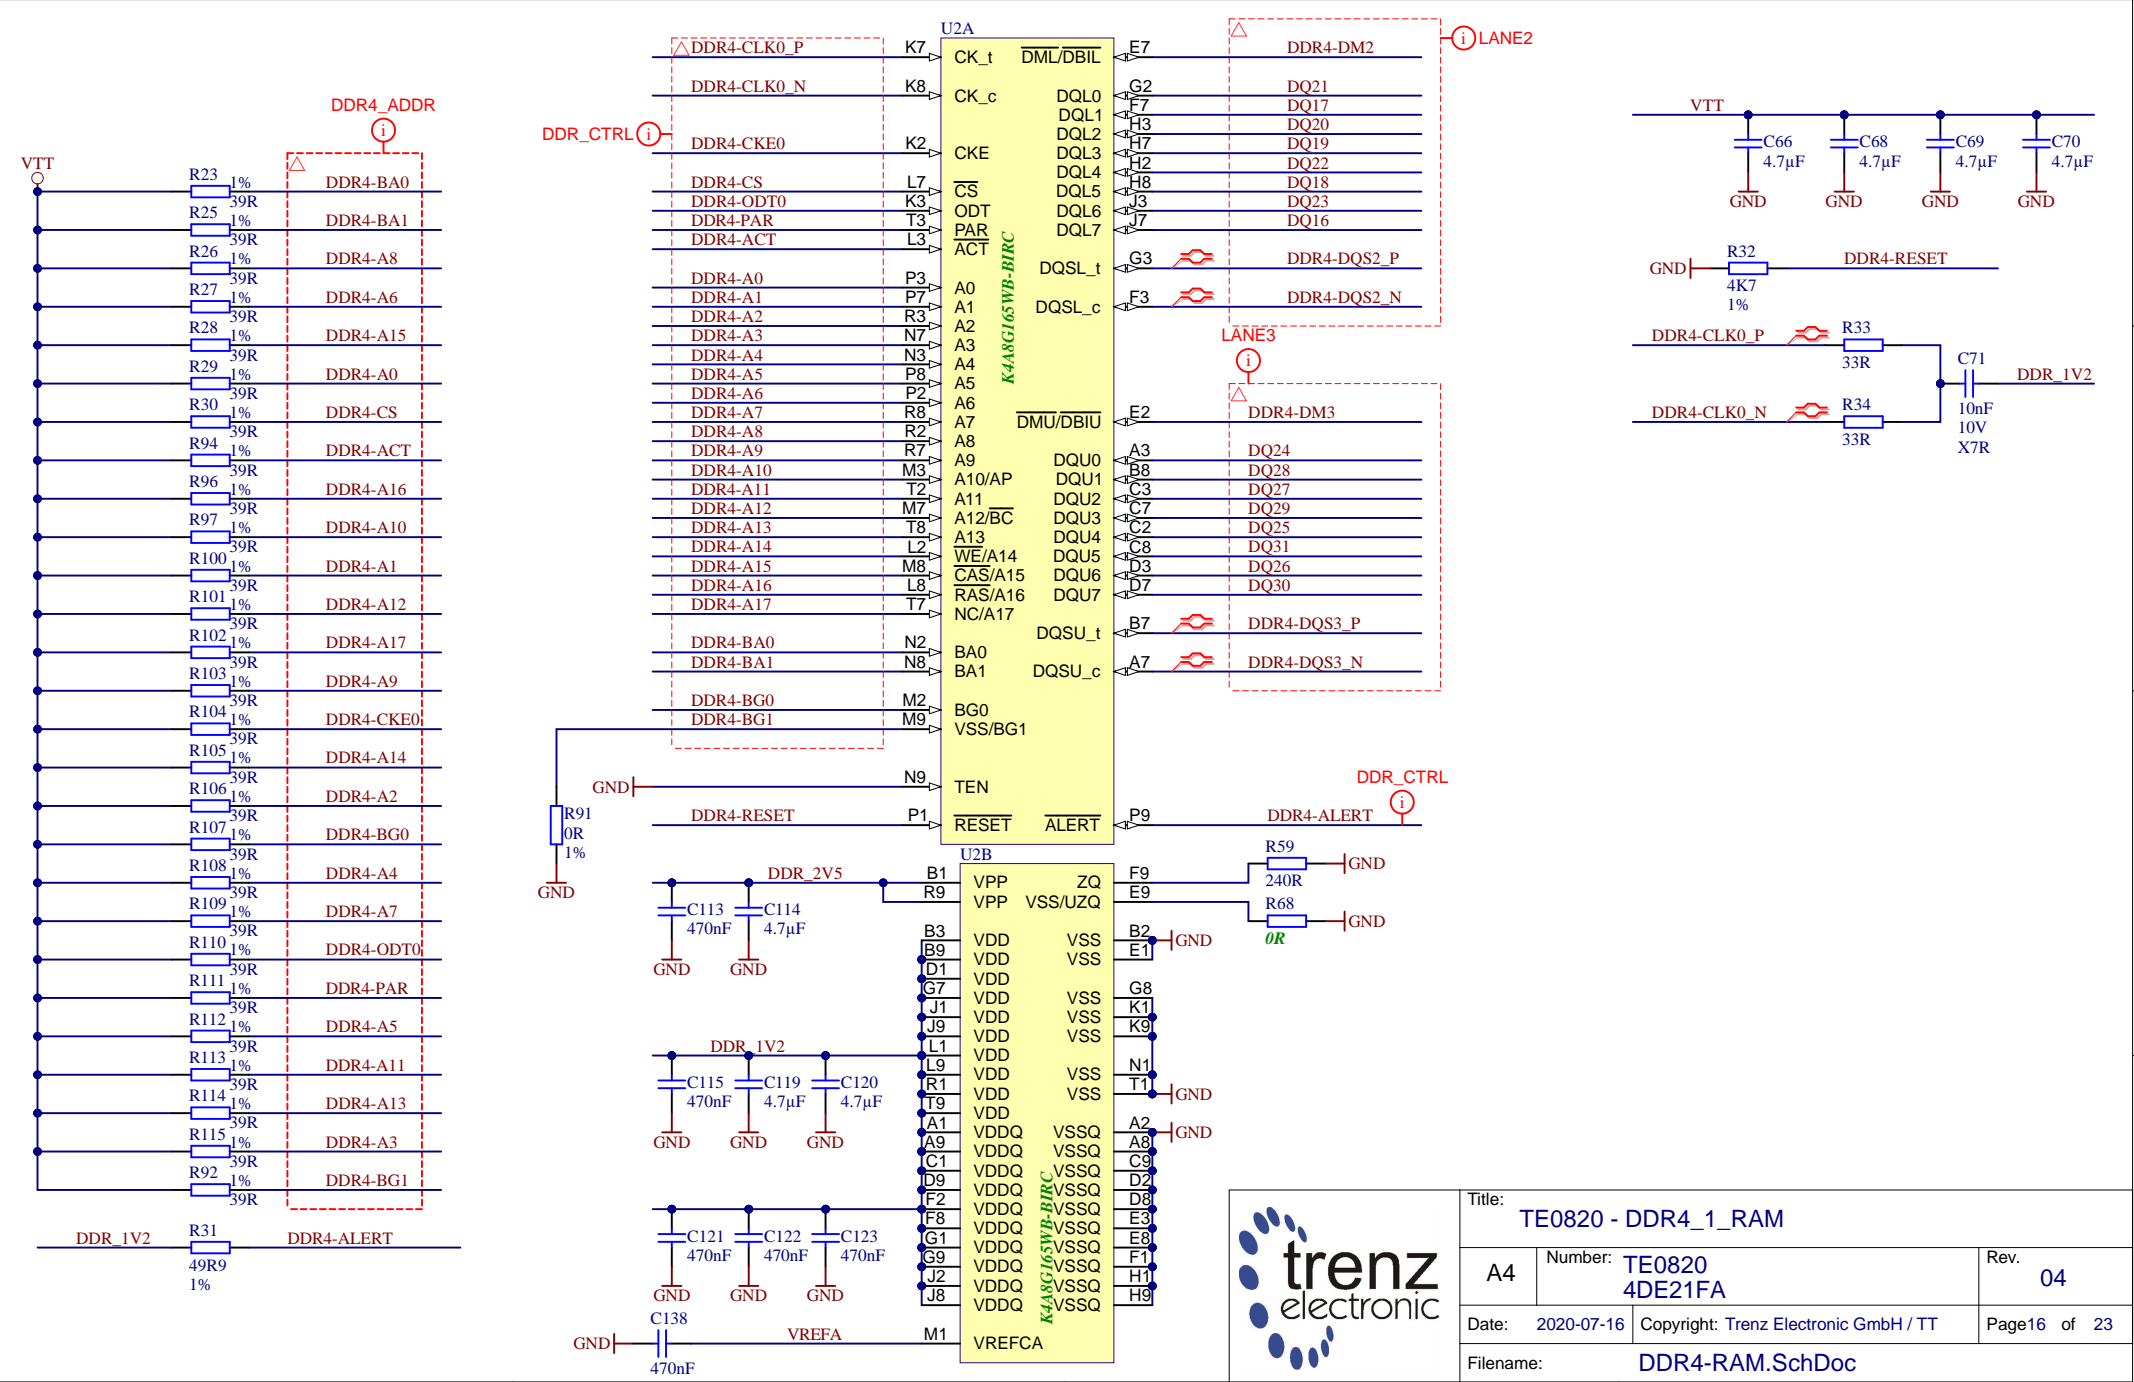 DDR4_ADDR
i
VTT
R23 1% 39R DDR4-BA0
R25 1% 39R DDR4-BA1
R26 1% 39R DDR4-A8
R27 1% 39R DDR4-A6
R28 1% 39R DDR4-A15
R29 1% 39R DDR4-A0
R30 1% 39R DDR4-CS
R94 1% 39R DDR4-ACT
R96 1% 39R DDR4-A16
R97 1% 39R DDR4-A10
R100 1% 39R DDR4-A1
R101 1% 39R DDR4-A12
R102 1% 39R DDR4-A17
R103 1% 39R DDR4-A9
R104 1% 39R DDR4-CKE0
R105 1% 39R DDR4-A14
R106 1% 39R DDR4-A2
R107 1% 39R DDR4-BG0
R108 1% 39R DDR4-A4
R109 1% 39R DDR4-A7
R110 1% 39R DDR4-ODT0
R111 1% 39R DDR4-PAR
R112 1% 39R DDR4-A5
R113 1% 39R DDR4-A11
R114 1% 39R DDR4-A13
R115 1% 39R DDR4-A3
R92 1% 39R DDR4-BG1
DDR_1V2 R31 DDR4-ALERT
49R9
1%
U2A
DDR_CTRL i
DDR4-CLK0_P K7 CK_t
DDR4-CLK0_N K8 CK_c
DDR4-CKE0 K2 CKE
DDR4-CS L7 CS
DDR4-ODT0 K3 ODT
DDR4-PAR T3 PAR
DDR4-ACT L3 ACT
DDR4-A0 P3 A0
DDR4-A1 P7 A1
DDR4-A2 R3 A2
DDR4-A3 N7 A3
DDR4-A4 N3 A4
DDR4-A5 P8 A5
DDR4-A6 P2 A6
DDR4-A7 R8 A7
DDR4-A8 R2 A8
DDR4-A9 R7 A9
DDR4-A10 M3 A10/AP
DDR4-A11 T2 A11
DDR4-A12 M7 A12/BC
DDR4-A13 T8 A13
DDR4-A14 L2 WE/A14
DDR4-A15 M8 CAS/A15
DDR4-A16 L8 RAS/A16
DDR4-A17 T7 NC/A17
DDR4-BA0 N2 BA0
DDR4-BA1 N8 BA1
DDR4-BG0 M2 BG0
DDR4-BG1 M9 VSS/BG1
GND N9 TEN
DDR4-RESET P1 RESET
R91
0R
1%
GND
K4A8G165WB-BIRC
i LANE2
DML/DBIL E7 DDR4-DM2
DQL0 G2 DQ21
DQL1 F7 DQ17
DQL2 H3 DQ20
DQL3 H7 DQ19
DQL4 H2 DQ22
DQL5 H8 DQ18
DQL6 J3 DQ23
DQL7 J7 DQ16
DQSL_t G3 DDR4-DQS2_P
DQSL_c F3 DDR4-DQS2_N
LANE3
i
DMU/DBIU E2 DDR4-DM3
DQU0 A3 DQ24
DQU1 B8 DQ28
DQU2 C3 DQ27
DQU3 C7 DQ29
DQU4 C2 DQ25
DQU5 C8 DQ31
DQU6 D3 DQ26
DQU7 D7 DQ30
DQSU_t B7 DDR4-DQS3_P
DQSU_c A7 DDR4-DQS3_N
DDR_CTRL
i
ALERT P9 DDR4-ALERT
U2B
DDR_2V5 B1 VPP
R9 VPP
C113 470nF GND
C114 4.7µF GND
B3 VDD
B9 VDD
D1 VDD
G7 VDD
J1 VDD
J9 VDD
DDR_1V2 L1 VDD
L9 VDD
R1 VDD
T9 VDD
C115 470nF GND
C119 4.7µF GND
C120 4.7µF GND
A1 VDDQ
A9 VDDQ
C1 VDDQ
D9 VDDQ
F2 VDDQ
F8 VDDQ
G1 VDDQ
G9 VDDQ
J2 VDDQ
J8 VDDQ
C121 470nF GND
C122 470nF GND
C123 470nF GND
C138
GND VREFA M1 VREFCA
470nF
K4A8G165WB-BIRC
ZQ F9 R59 240R GND
VSS/UZQ E9 R68 0R GND
VSS B2 GND
VSS E1
VSS G8
VSS K1
VSS K9
VSS N1
VSS T1 GND
VSSQ A2 GND
VSSQ A8
VSSQ C9
VSSQ D2
VSSQ D8
VSSQ E3
VSSQ E8
VSSQ F1
VSSQ H1
VSSQ H9
VTT
C66 4.7µF GND
C68 4.7µF GND
C69 4.7µF GND
C70 4.7µF GND
GND R32 DDR4-RESET
4K7
1%
DDR4-CLK0_P R33
33R
DDR4-CLK0_N R34
33R
C71 DDR_1V2
10nF
10V
X7R
trenz
electronic
Title:
TE0820 - DDR4_1_RAM
A4
Number: TE0820
4DE21FA
Rev.
04
Date: 2020-07-16 Copyright: Trenz Electronic GmbH / TT Page16 of 23
Filename: DDR4-RAM.SchDoc